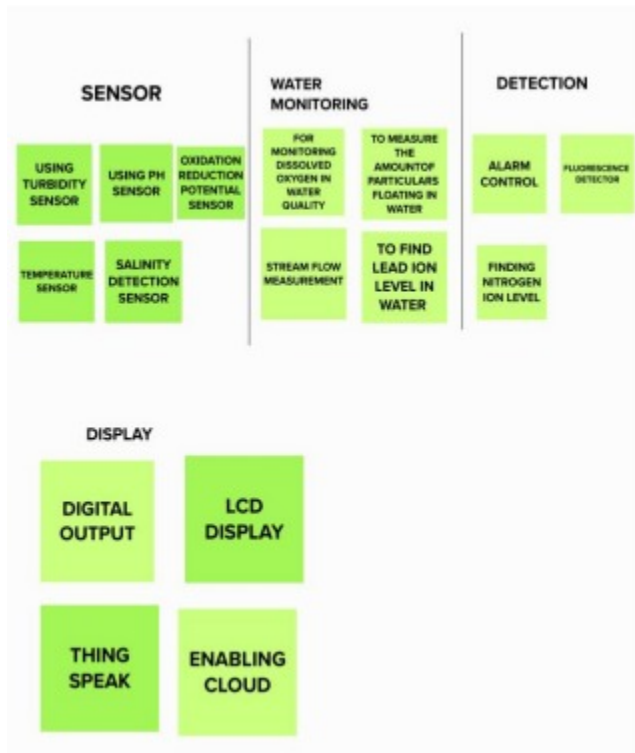 SENSOR
USING
TURBIDITY
SENSOR
USING PH
SENSOR
OXIDATION
REDUCTION
POTENTIAL
SENSOR
TEMPERATURE
SENSOR
SALINITY
DETECTION
SENSOR
WATER
MONITORING
FOR
MONITORING
DISSOLVED
OXYGEN IN
WATER
QUALITY
TO MEASURE
THE
AMOUNTOF
PARTICULARS
FLOATING IN
WATER
STREAM FLOW
MEASUREMENT
TO FIND
LEAD ION
LEVEL IN
WATER
DETECTION
ALARM
CONTROL
FLUORESCENCE
DETECTOR
FINDING
NITROGEN
ION LEVEL
DISPLAY
DIGITAL
OUTPUT
LCD
DISPLAY
THING
SPEAK
ENABLING
CLOUD